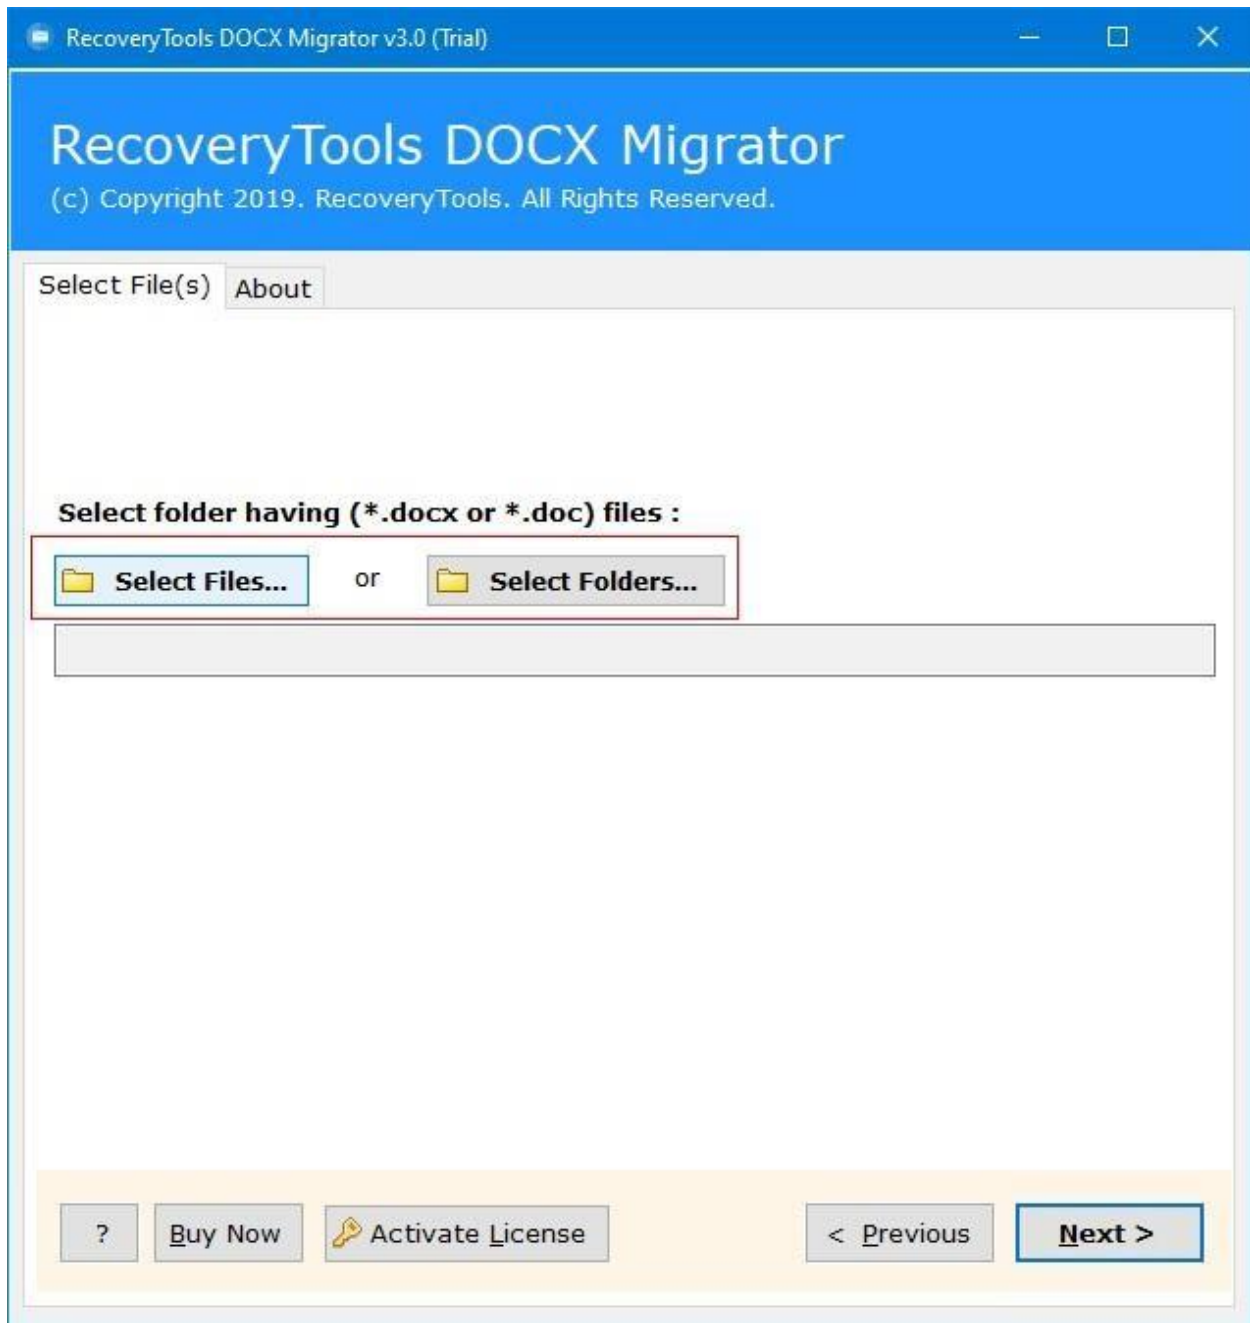 RecoveryTools DOCX Migrator v3.0 (Trial)
RecoveryTools DOCX Migrator
(c) Copyright 2019. RecoveryTools. All Rights Reserved.
Select File(s) About
Select folder having (*.docx or *.doc) files :
Select Files... or Select Folders...
? Buy Now Activate License < Previous Next >